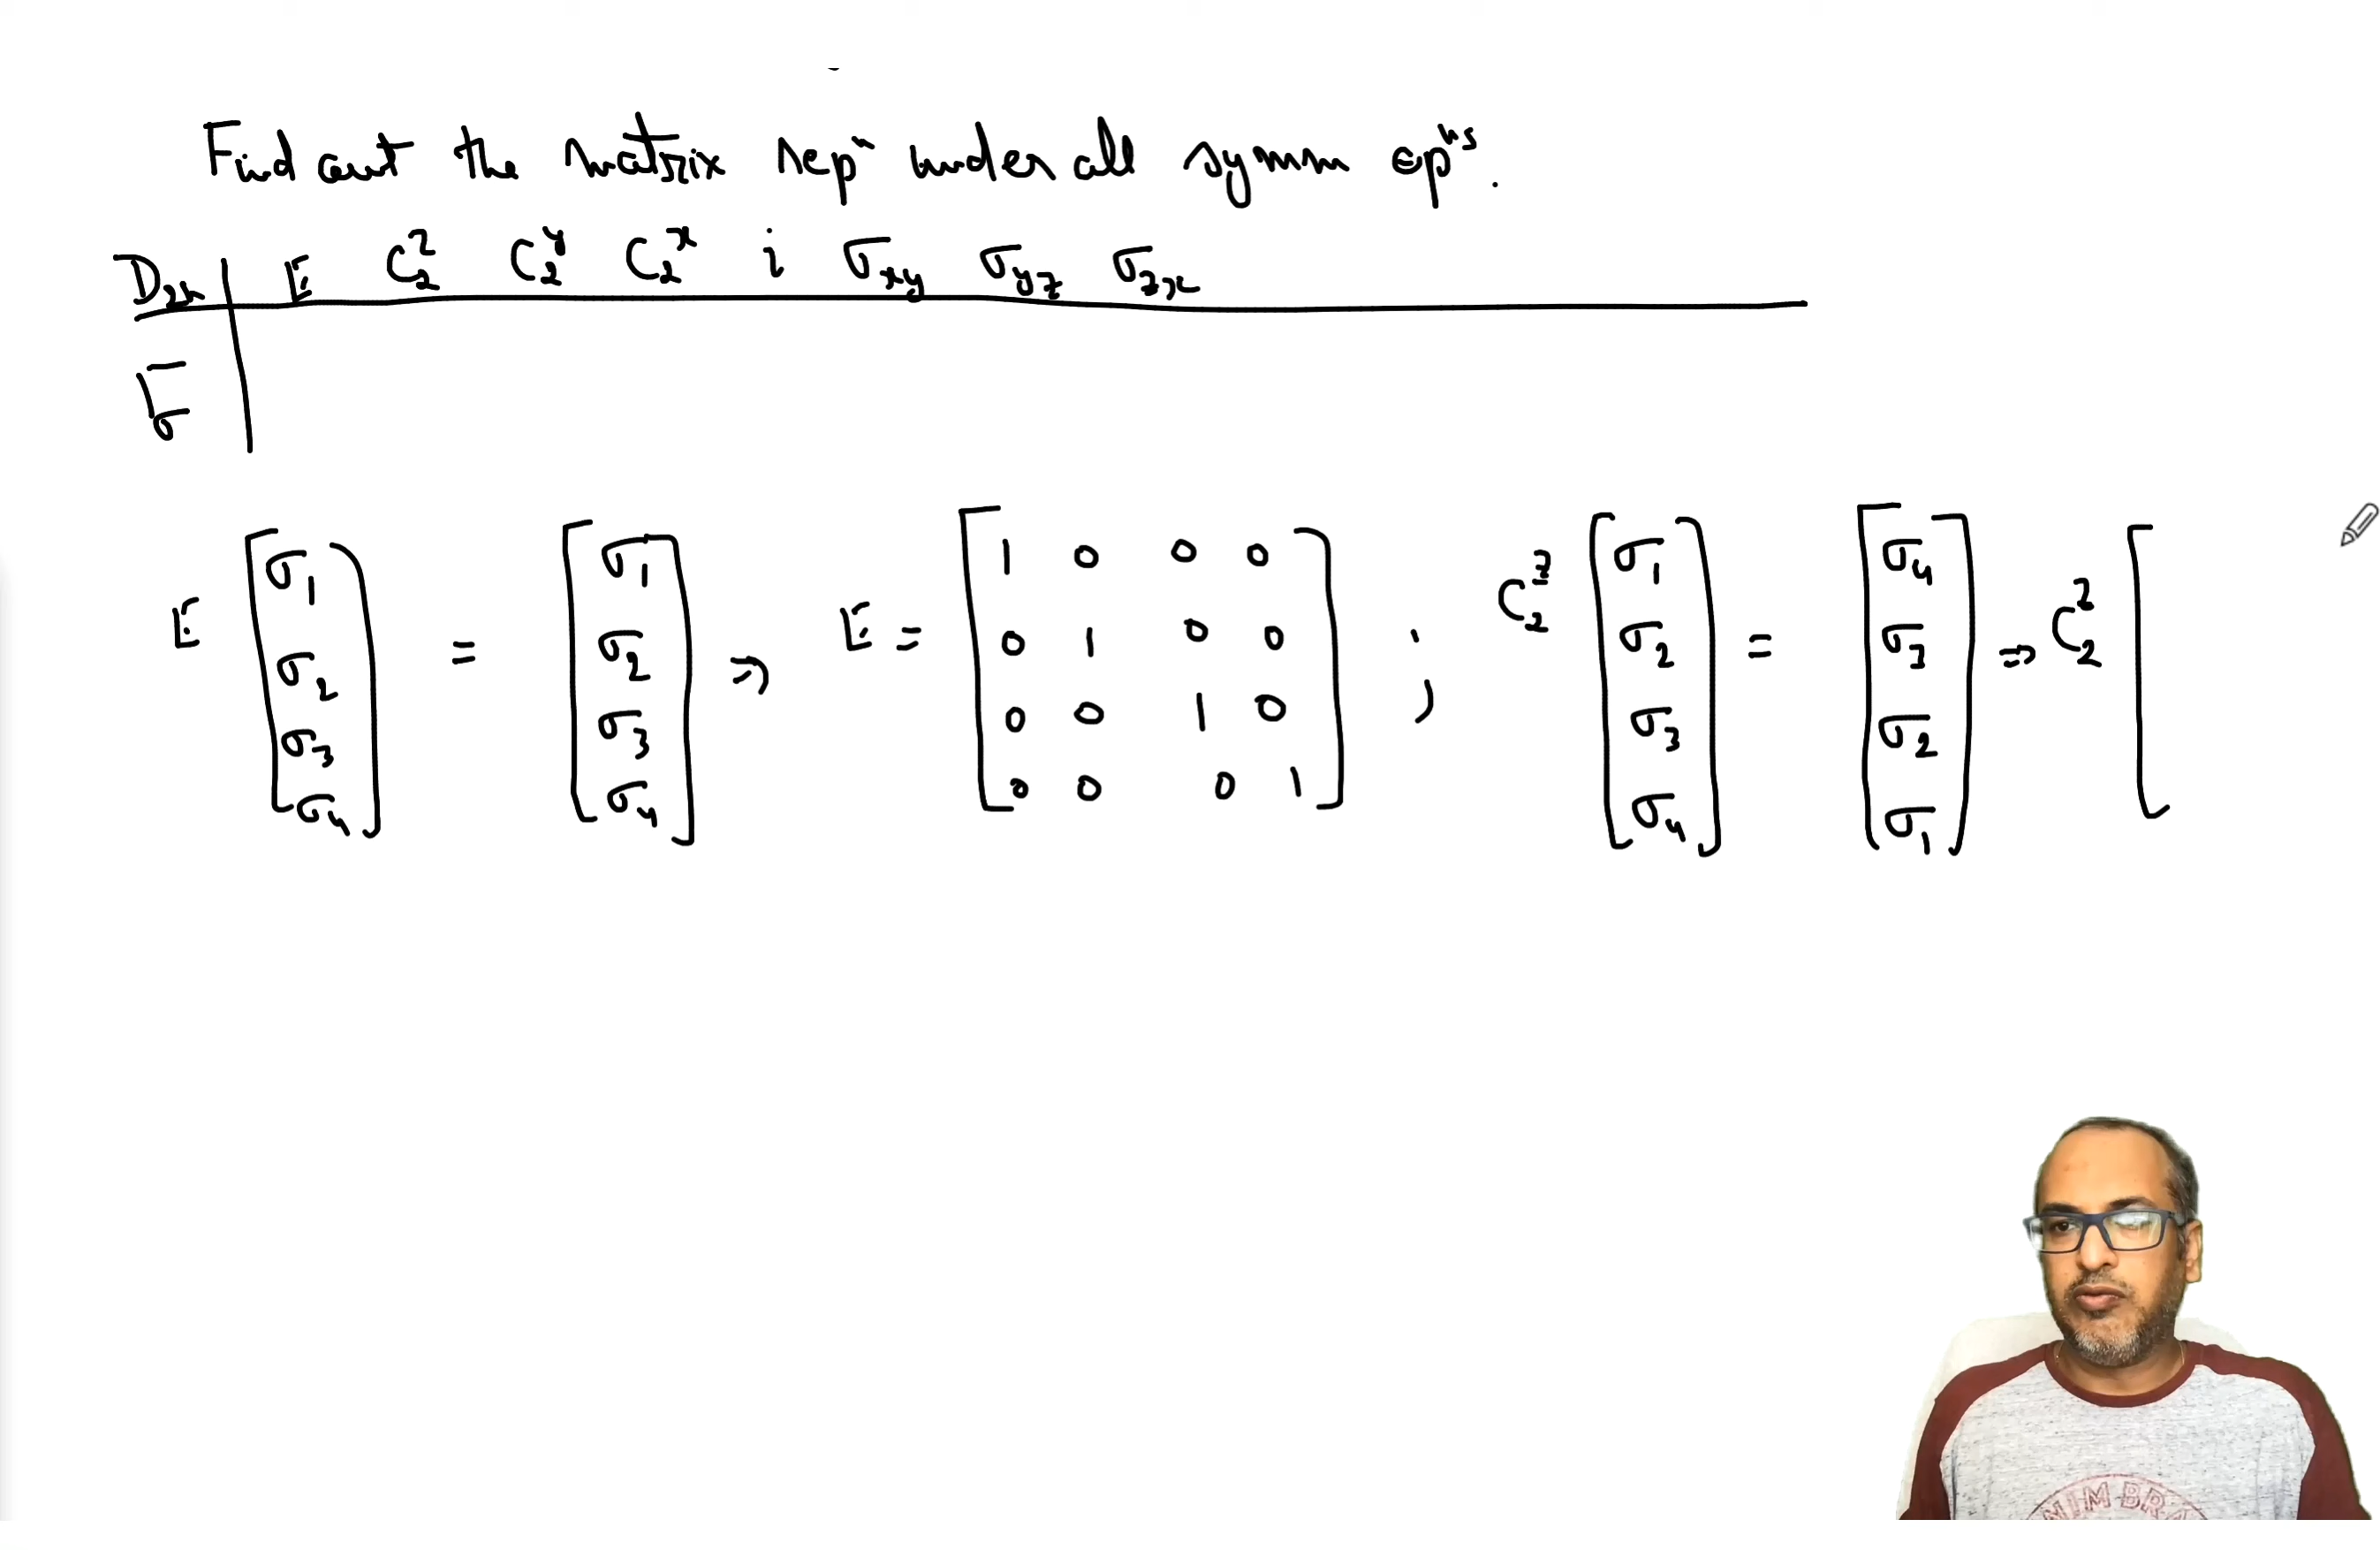 Find out the matrix repⁿ under all symm opⁿs.
D₂ₕ | E C₂ᶻ C₂ʸ C₂ˣ i σxy σyz σzx
Γσ
E [σ₁ σ₂ σ₃ σ₄] = [σ₁ σ₂ σ₃ σ₄] ⇒ E = [1 0 0 0
0 1 0 0
0 0 1 0
0 0 0 1] ; C₂ᶻ [σ₁ σ₂ σ₃ σ₄] = [σ₄ σ₃ σ₂ σ₁] ⇒ C₂ᶻ [
NIMBRA